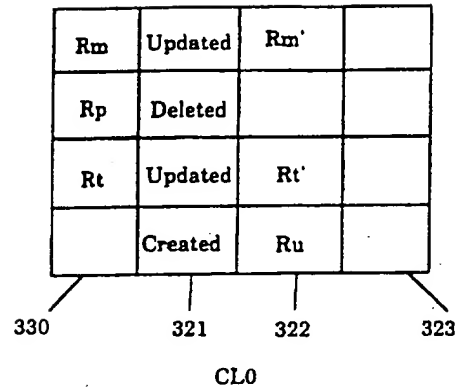 Rm Updated Rm'
Rp Deleted
Rt Updated Rt'
Created Ru
330 321 322 323
CL0